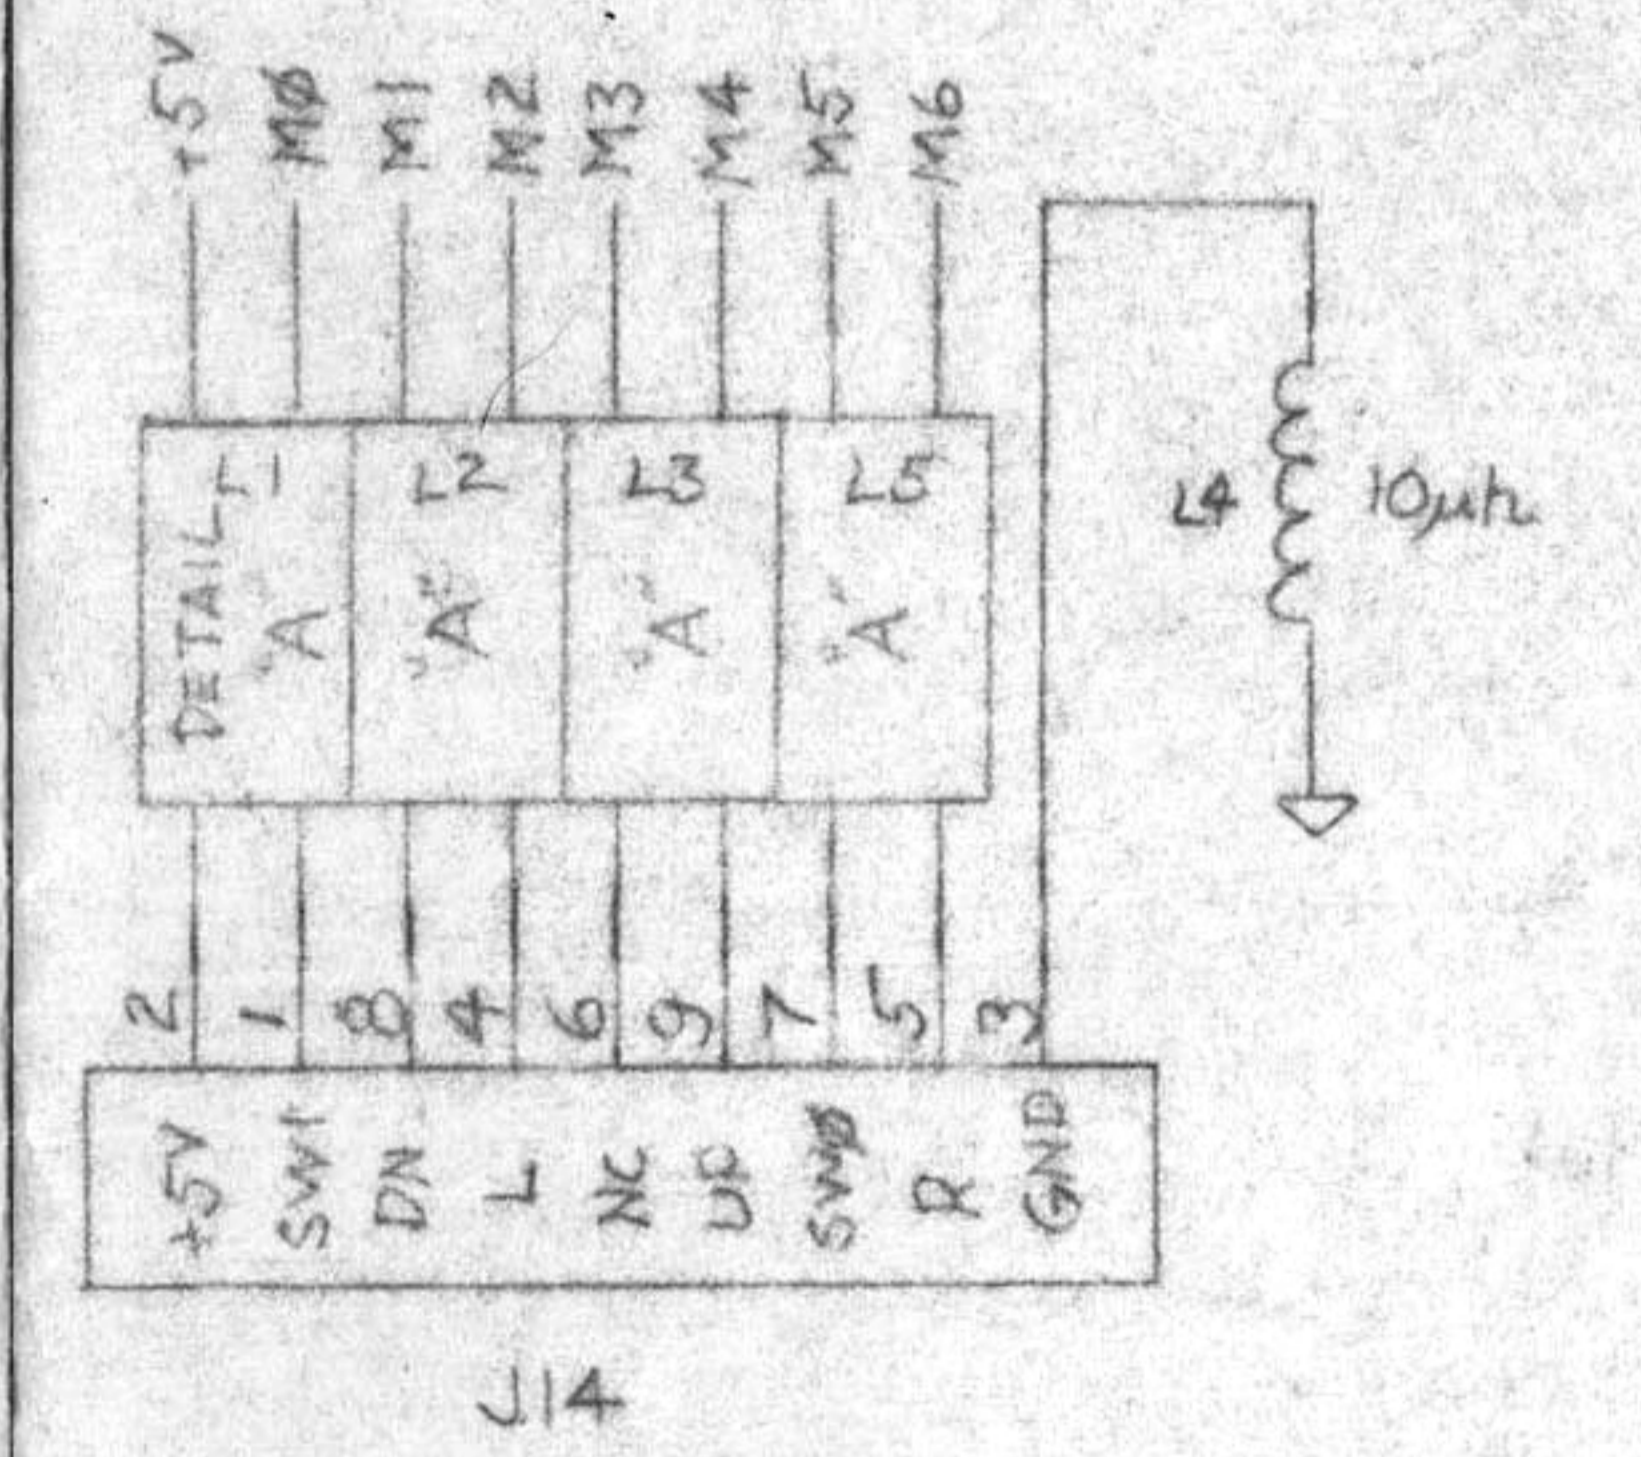 +5V
MØ
M1
M2
M3
M4
M5
M6
L1
L2
L3
L5
DETAIL
"A"
"A"
"A"
"A"
L4
10µh
2
1
8
4
6
9
7
5
3
+5V
SW1
DN
L
NC
UP
SWØ
R
GND
J14